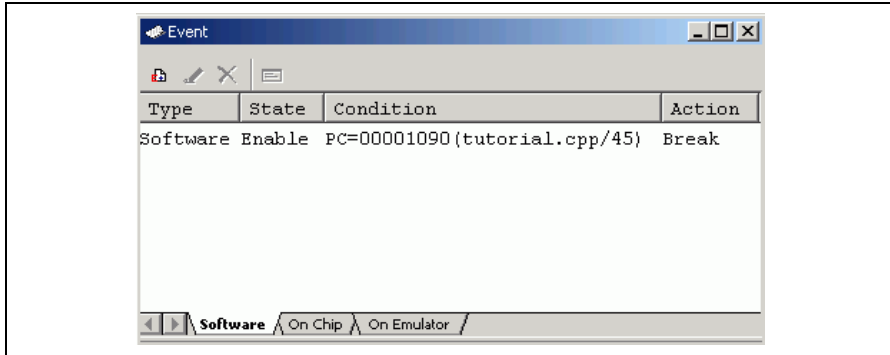 Event
Type State Condition Action
Software Enable PC=00001090(tutorial.cpp/45) Break
Software On Chip On Emulator